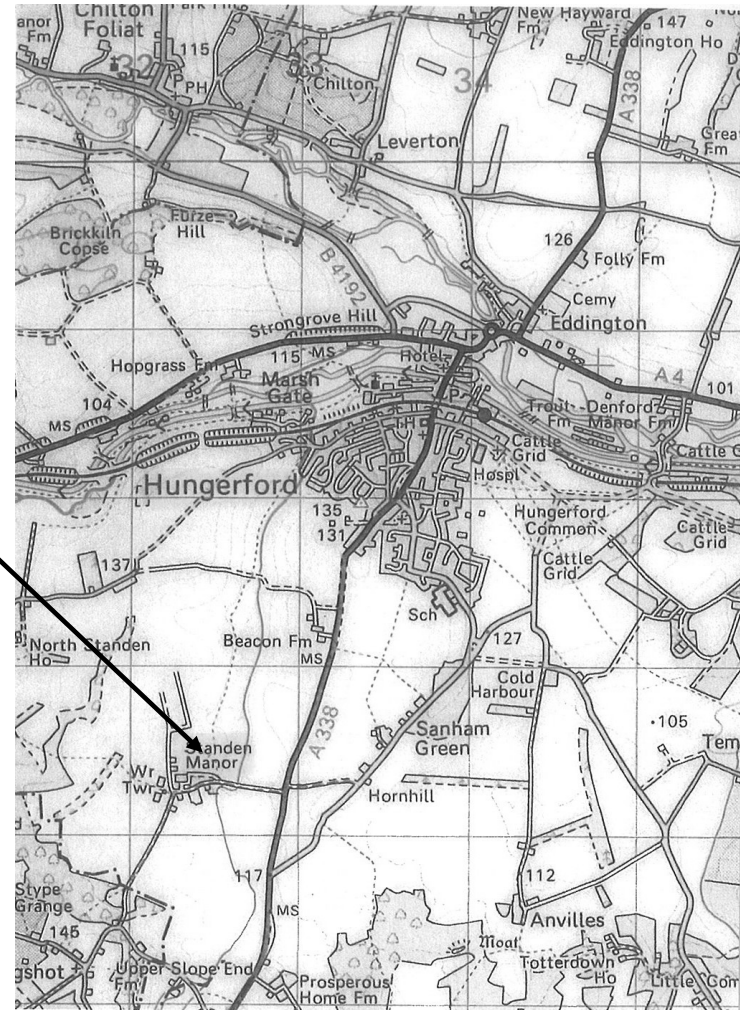 Chilton
Foliat
Park Fm
New Hayward
Fm
147
Eddington Ho
115
32
33
34
PH
Chilton
A 338
Leverton
Great
Fm
Furze
Hill
Brickkiln
Copse
B 4192
126
Folly Fm
Cemy
Eddington
Strongrove Hill
115
MS
Hotel
Hopgrass Fm
Marsh
Gate
A 4
101
104
MS
Trout
Fm
Denford
Manor Fm
TH
Cattle
Grid
Cattle
Hospl
Hungerford
135
131
Hungerford
Common
Cattle
Grid
137
Cattle
Grid
Sch
North Standen
Ho
Beacon Fm
MS
127
Cold
Harbour
A 338
Sanham
Green
105
Standen
Manor
Wr
Twr
Hornhill
117
112
Stype
Grange
MS
Anvilles
145
Moat
Upper Slope End
Fm
Totterdown
Ho
Prosperous
Home Fm
Little